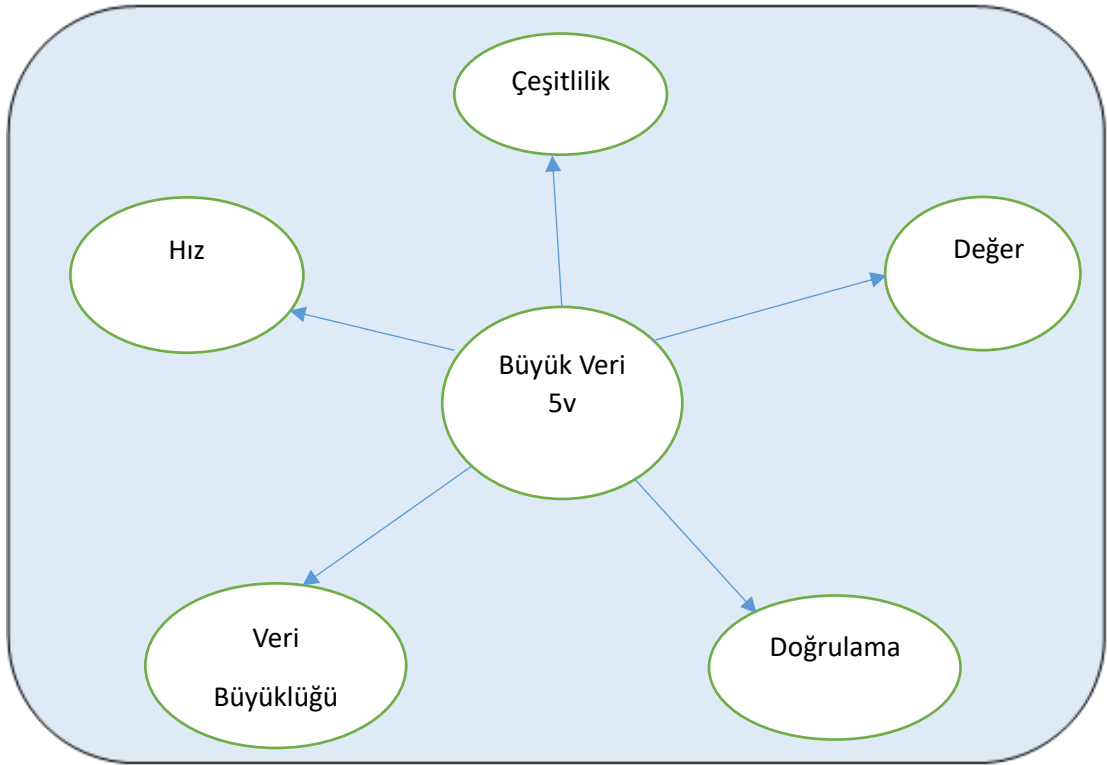 Çeşitlilik
Hız
Değer
Büyük Veri
5v
Veri
Büyüklüğü
Doğrulama